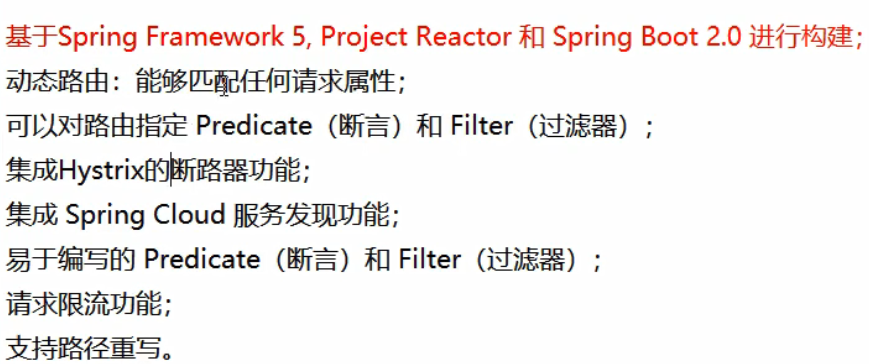 基于Spring Framework 5, Project Reactor 和 Spring Boot 2.0 进行构建；
动态路由：能够匹配任何请求属性；
可以对路由指定 Predicate（断言）和 Filter（过滤器）；
集成Hystrix的断路器功能；
集成 Spring Cloud 服务发现功能；
易于编写的 Predicate（断言）和 Filter（过滤器）；
请求限流功能；
支持路径重写。